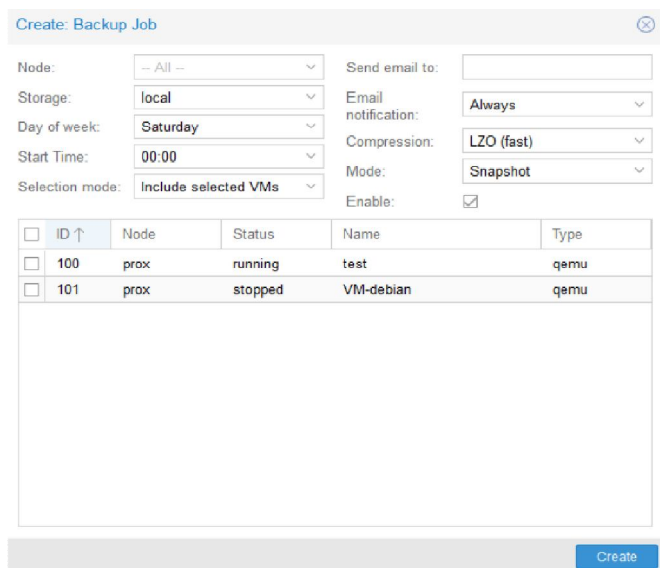 Create: Backup Job
Node: -- All --
Storage: local
Day of week: Saturday
Start Time: 00:00
Selection mode: Include selected VMs
Send email to:
Email notification: Always
Compression: LZO (fast)
Mode: Snapshot
Enable:
ID ↑ Node Status Name Type
100 prox running test qemu
101 prox stopped VM-debian qemu
Create